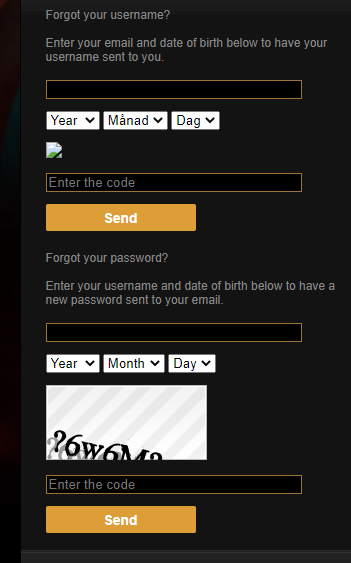 Forgot your username?
Enter your email and date of birth below to have your
username sent to you.
Year Månad Dag
Enter the code
Send
Forgot your password?
Enter your username and date of birth below to have a
new password sent to your email.
Year Month Day
?6w6M?
Enter the code
Send